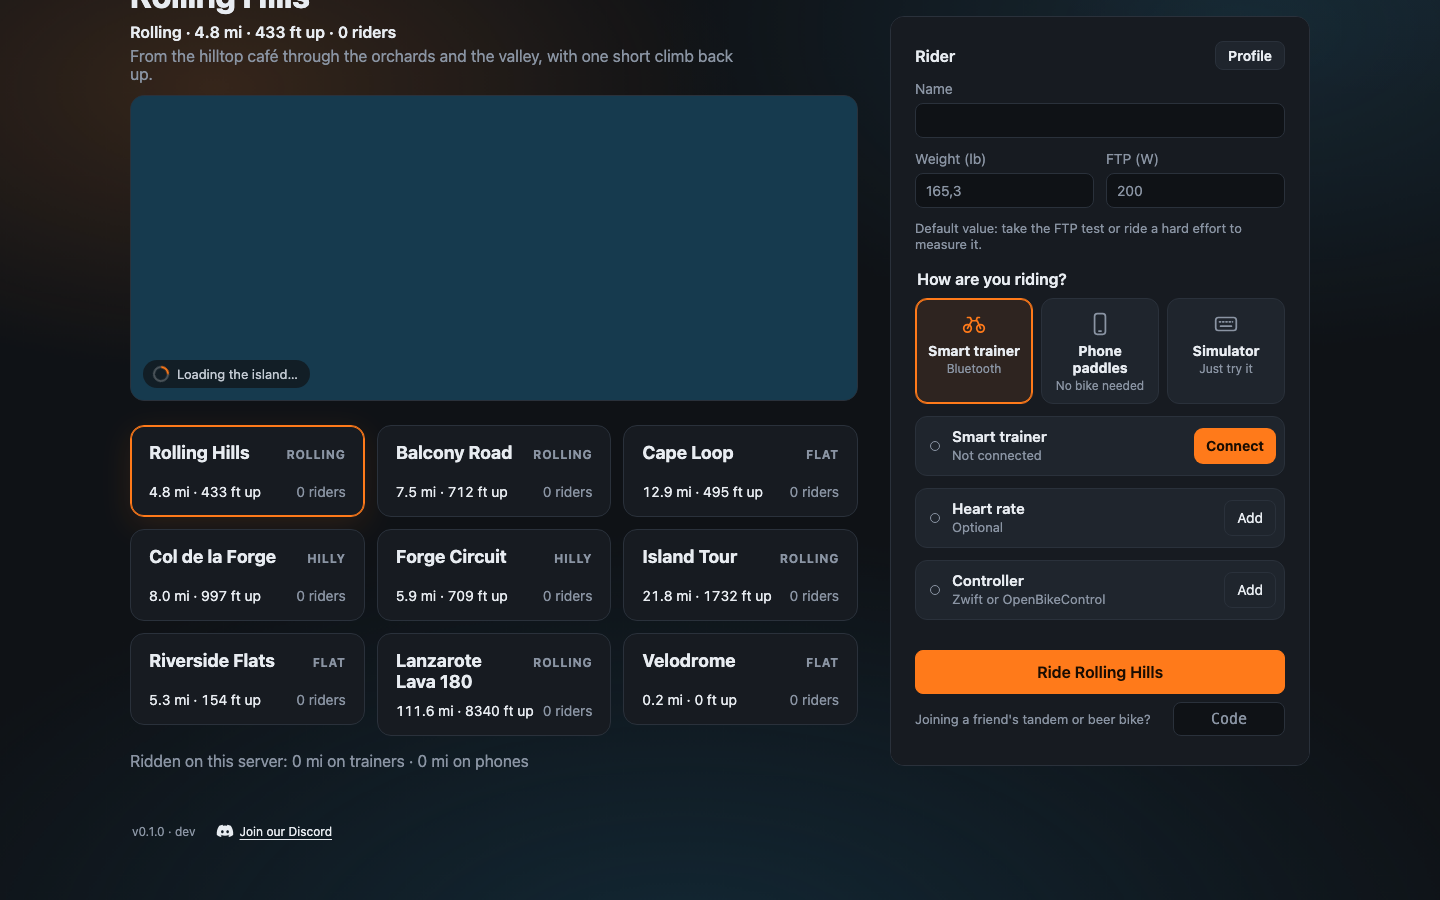 Rolling Hills
Rolling · 4.8 mi · 433 ft up · 0 riders
From the hilltop café through the orchards and the valley, with one short climb back
up.
Loading the island...
Rolling Hills ROLLING
4.8 mi · 433 ft up 0 riders
Balcony Road ROLLING
7.5 mi · 712 ft up 0 riders
Cape Loop FLAT
12.9 mi · 495 ft up 0 riders
Col de la Forge HILLY
8.0 mi · 997 ft up 0 riders
Forge Circuit HILLY
5.9 mi · 709 ft up 0 riders
Island Tour ROLLING
21.8 mi · 1732 ft up 0 riders
Riverside Flats FLAT
5.3 mi · 154 ft up 0 riders
Lanzarote ROLLING
Lava 180
111.6 mi · 8340 ft up 0 riders
Velodrome FLAT
0.2 mi · 0 ft up 0 riders
Ridden on this server: 0 mi on trainers · 0 mi on phones
v0.1.0 · dev Join our Discord
Rider Profile
Name
Weight (lb) FTP (W)
165,3 200
Default value: take the FTP test or ride a hard effort to
measure it.
How are you riding?
Smart trainer
Bluetooth
Phone
paddles
No bike needed
Simulator
Just try it
Smart trainer
Not connected
Connect
Heart rate
Optional
Add
Controller
Zwift or OpenBikeControl
Add
Ride Rolling Hills
Joining a friend's tandem or beer bike? Code